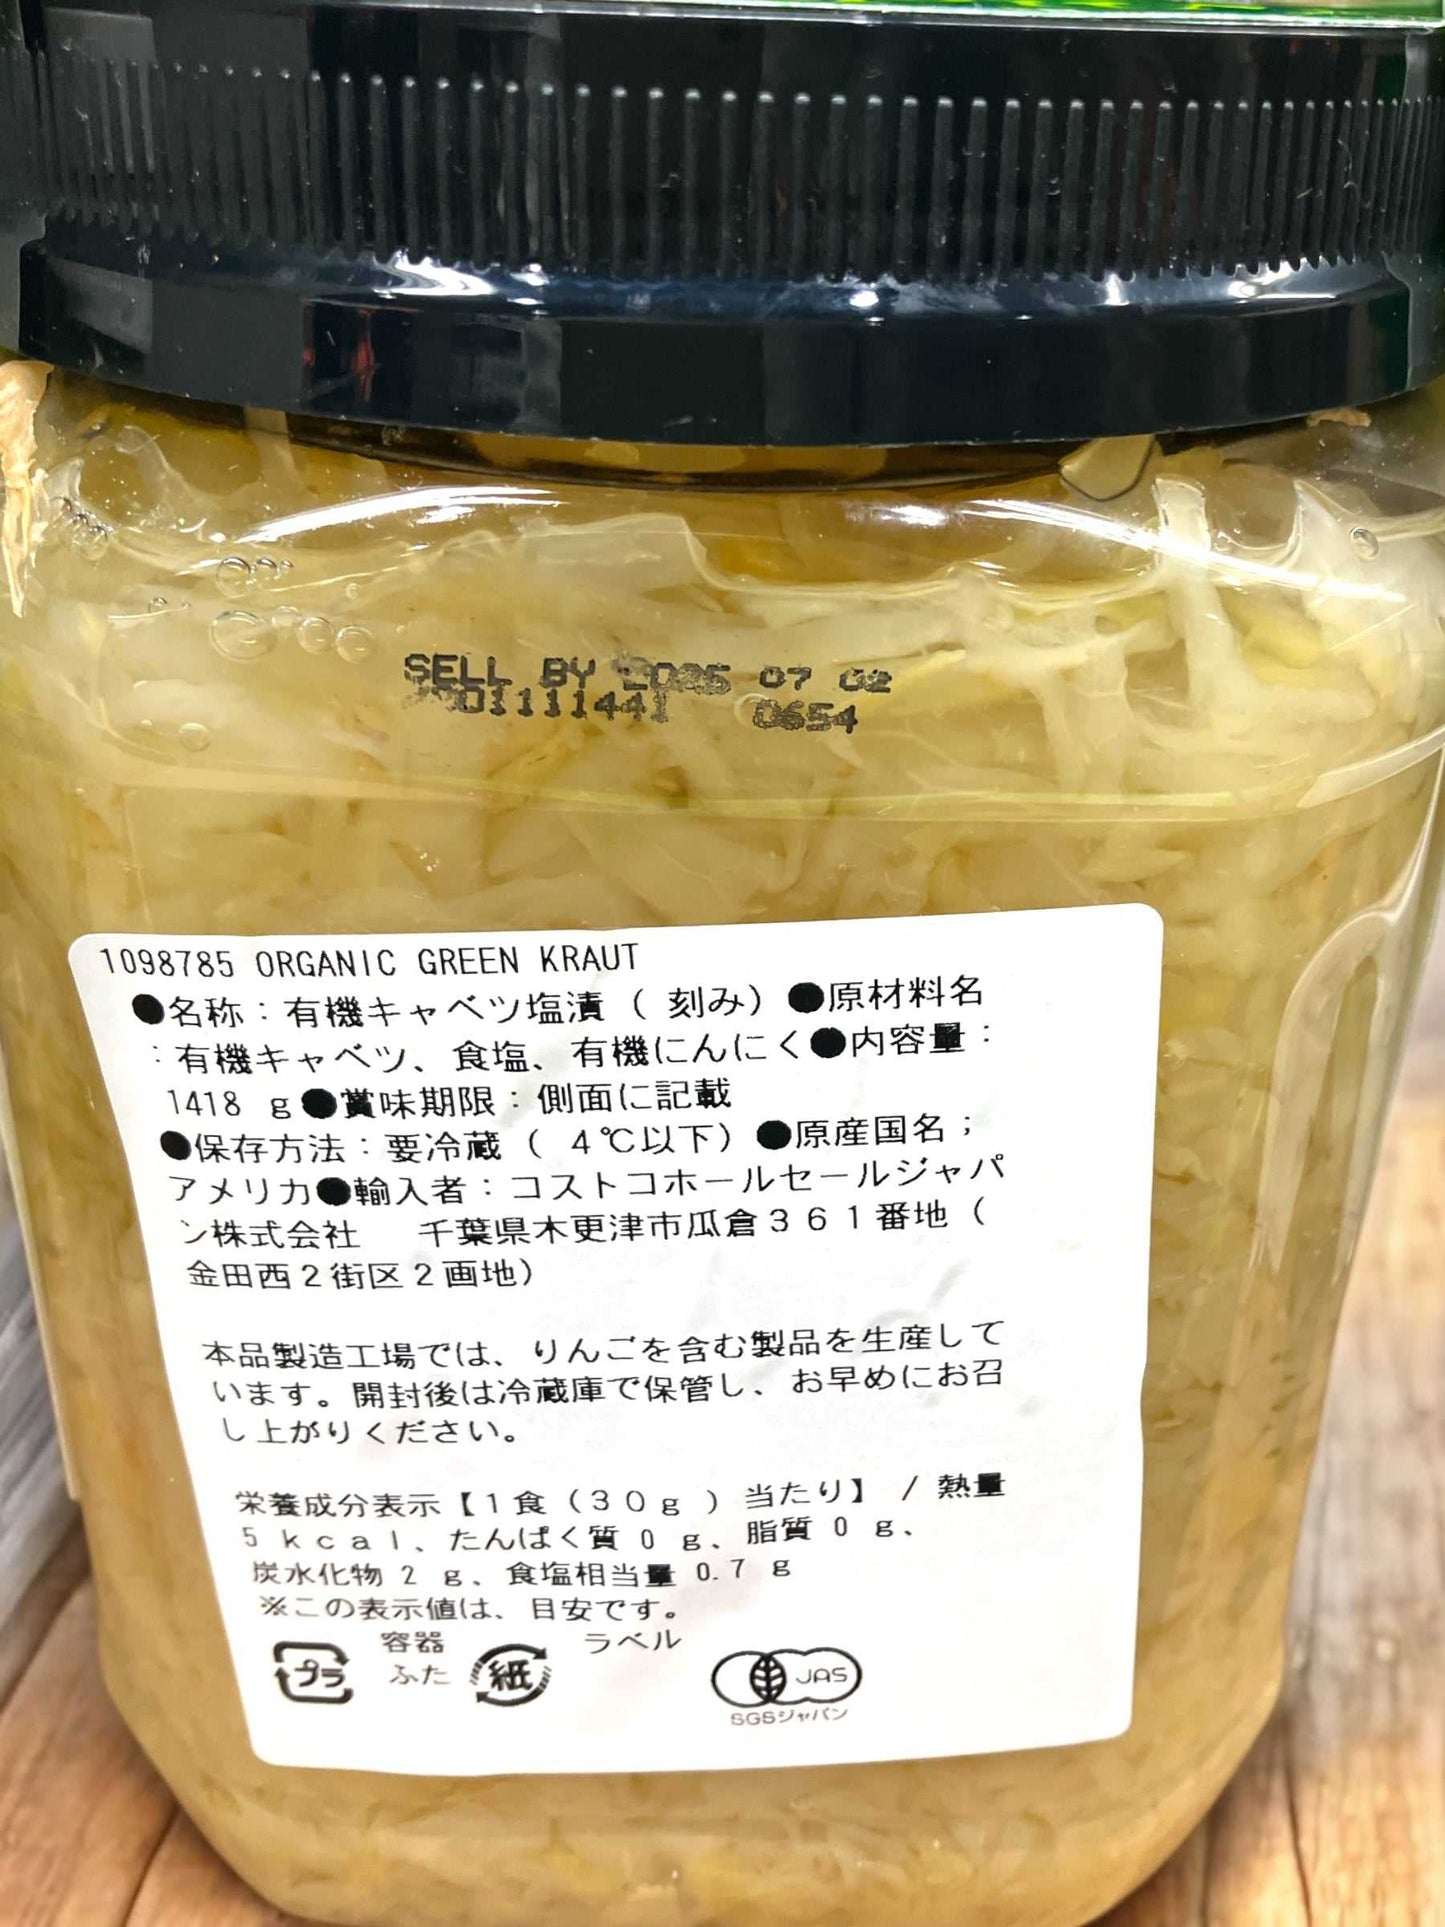 SELL BY 2025 07 02
01111441 0654
1098785 ORGANIC GREEN KRAUT
●名称：有機キャベツ塩漬（刻み）●原材料名
：有機キャベツ、食塩、有機にんにく●内容量：
1418 g●賞味期限：側面に記載
●保存方法：要冷蔵（ 4℃以下）●原産国名；
アメリカ●輸入者：コストコホールセールジャパ
ン株式会社　千葉県木更津市瓜倉３６１番地（
金田西２街区２画地）
本品製造工場では、りんごを含む製品を生産して
います。開封後は冷蔵庫で保管し、お早めにお召
し上がりください。
栄養成分表示【１食（３０ｇ）当たり】 / 熱量
5 ｋｃａｌ、たんぱく質 0 ｇ、脂質 0 ｇ、
炭水化物 2 ｇ、食塩相当量 0.7 ｇ
※この表示値は、目安です。
プラ 容器 ふた 紙 ラベル
JAS
SGSジャパン